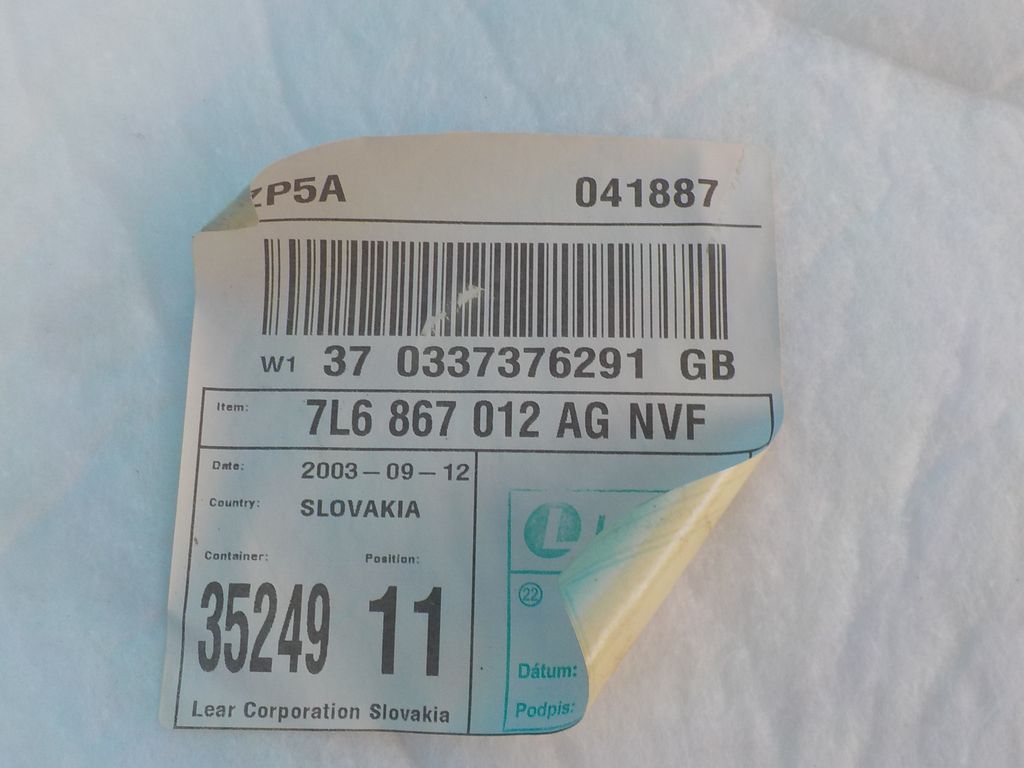 ZP5A 041887
W1 37 0337376291 GB
Item: 7L6 867 012 AG NVF
Date: 2003-09-12
Country: SLOVAKIA
Container: Position:
35249 11
Lear Corporation Slovakia
L
22
Dátum:
Podpis: